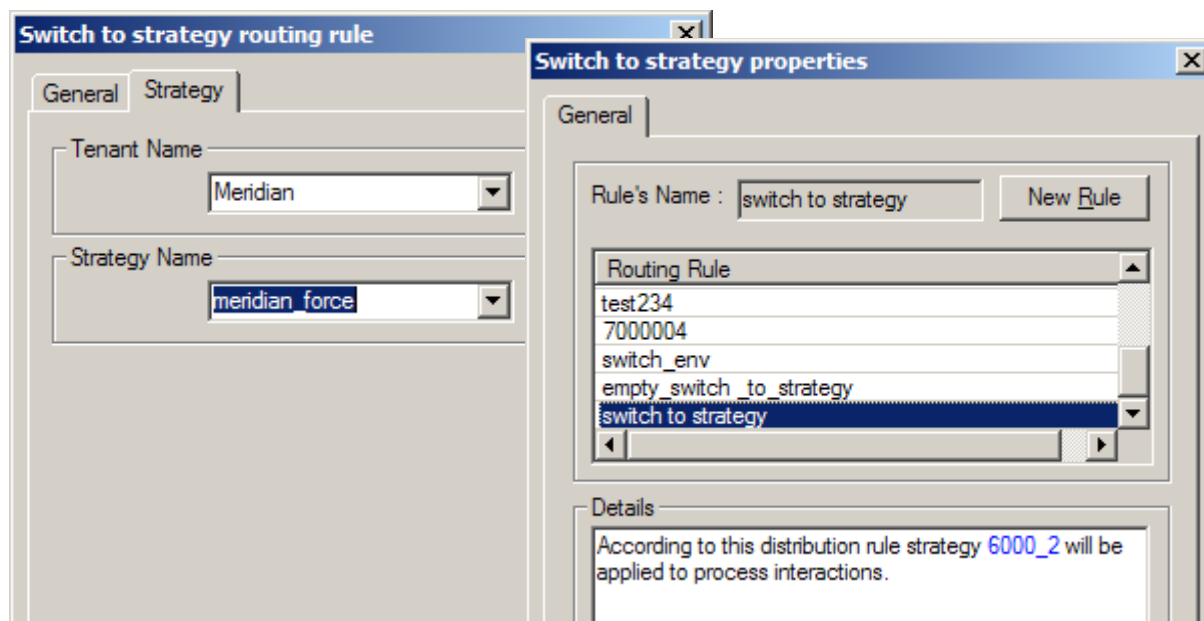 Switch to strategy routing rule
General
Strategy
Tenant Name
Meridian
Strategy Name
meridian_force
Switch to strategy properties
General
Rule's Name :
switch to strategy
New Rule
Routing Rule
test234
7000004
switch_env
empty_switch _to_strategy
switch to strategy
Details
According to this distribution rule strategy 6000_2 will be
applied to process interactions.